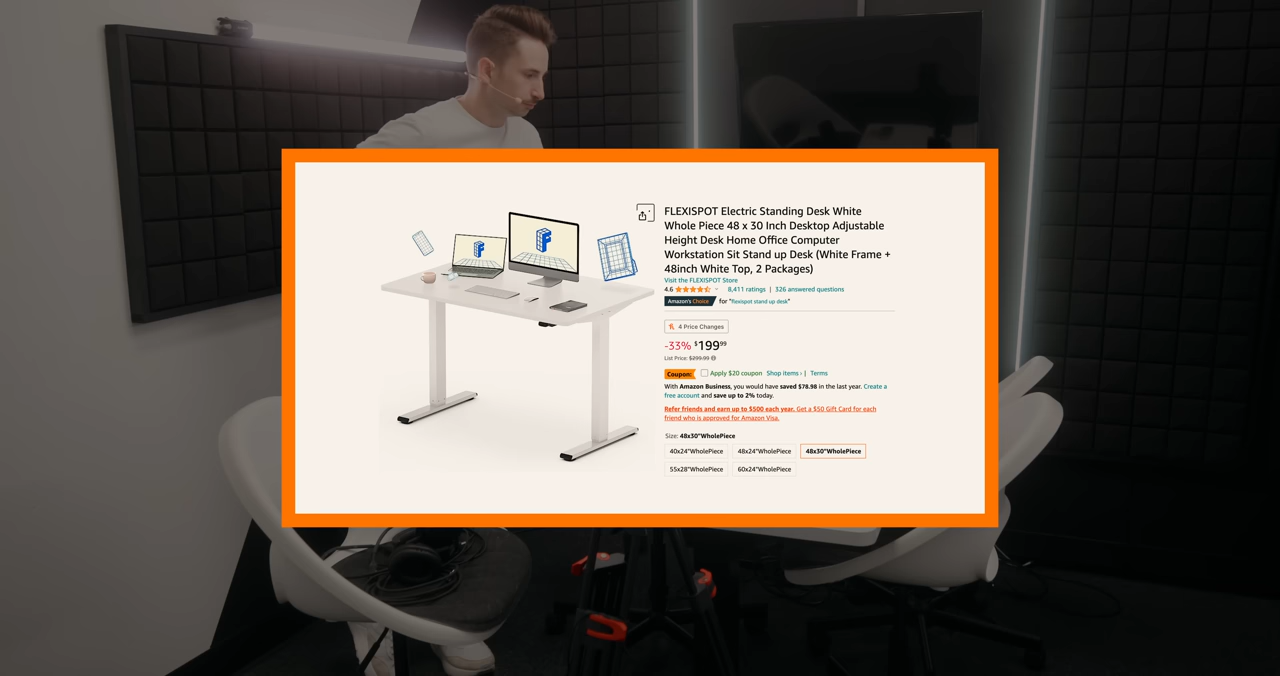 FLEXISPOT Electric Standing Desk White
Whole Piece 48 x 30 Inch Desktop Adjustable
Height Desk Home Office Computer
Workstation Sit Stand up Desk (White Frame +
48inch White Top, 2 Packages)
Visit the FLEXISPOT Store
4.6 8,411 ratings | 326 answered questions
Amazon's Choice for "flexispot stand up desk"
4 Price Changes
-33% $19999
List Price: $299.99
Coupon: Apply $20 coupon Shop items › | Terms
With Amazon Business, you would have saved $78.98 in the last year. Create a
free account and save up to 2% today.
Refer friends and earn up to $500 each year. Get a $50 Gift Card for each
friend who is approved for Amazon Visa.
Size: 48x30"WholePiece
40x24"WholePiece 48x24"WholePiece 48x30"WholePiece
55x28"WholePiece 60x24"WholePiece